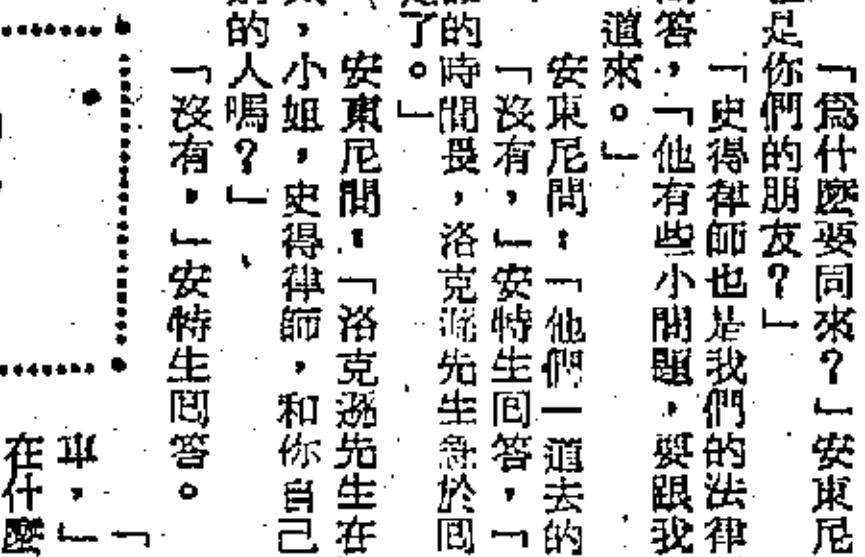 「爲什麼要同來？」安東尼
是你們的朋友？」
「史得律師也是我們的法律
答，「他有些小問題，要跟我
道來。」
安東尼問：「他們一道去的
「沒有，」安特生回答，「
的時間最，洛克遜先生急於回
了。」
安東尼問：「洛克遜先生在
，小姐，史得律師，和你自己
的人嗎？」
「沒有，」安特生回答。
「
車，」
在什麼